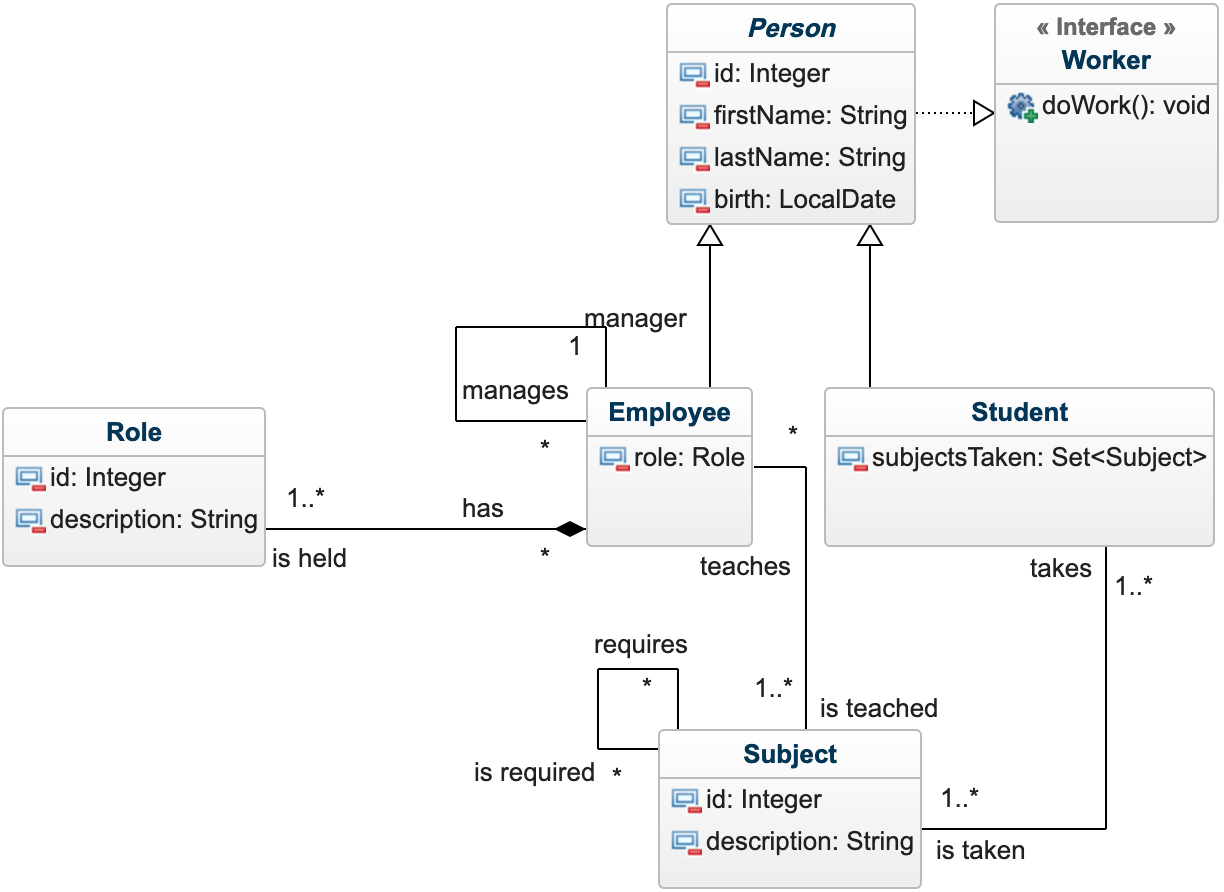 Person
id: Integer
firstName: String
lastName: String
birth: LocalDate
« Interface »
Worker
doWork(): void
manager
1
manages
*
Role
id: Integer
description: String
1..*
is held
has
*
Employee
role: Role
*
teaches
1..*
is teached
Student
subjectsTaken: Set<Subject>
takes
1..*
requires
*
is required
*
Subject
id: Integer
description: String
1..*
is taken